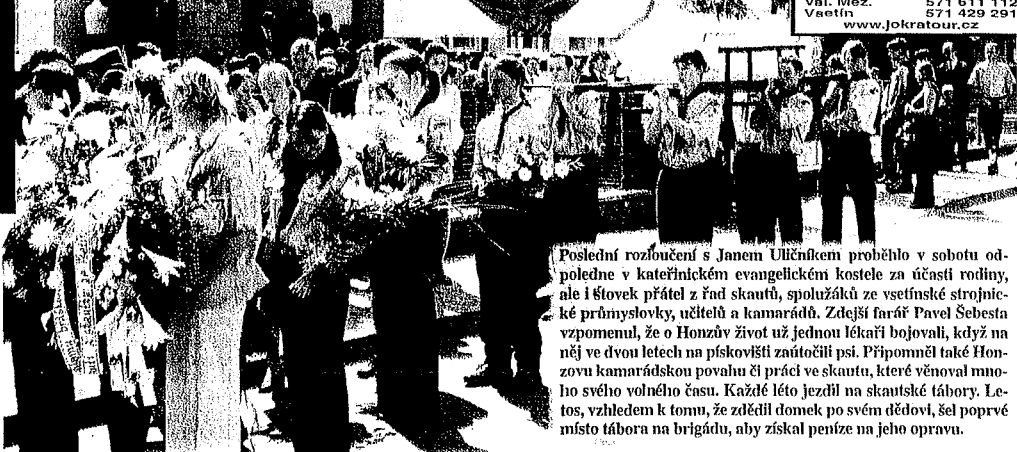 Val. Mez. 571 611 112
Vsetín 571 429 291
www.jokratour.cz
Poslední rozloučení s Janem Uličníkem proběhlo v sobotu od-
poledne v kateřinickém evangelickém kostele za účasti rodiny,
ale i stovek přátel z řad skautů, spolužáků ze vsetínské strojnic-
ké průmyslovky, učitelů a kamarádů. Zdejší farář Pavel Šebesta
vzpomenul, že o Honzův život už jednou lékaři bojovali, když na
něj ve dvou letech na pískovišti zaútočili psi. Připomněl také Hon-
zovu kamarádskou povahu či práci ve skautu, které věnoval mno-
ho svého volného času. Každé léto jezdil na skautské tábory. Le-
tos, vzhledem k tomu, že zdědil domek po svém dědovi, šel poprvé
místo tábora na brigádu, aby získal peníze na jeho opravu.